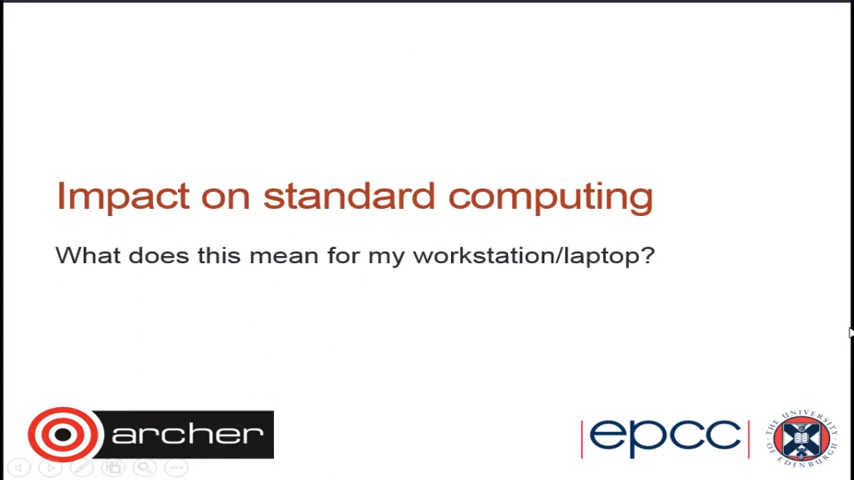 Impact on standard computing
What does this mean for my workstation/laptop?
archer
epcc
THE UNIVERSITY OF EDINBURGH